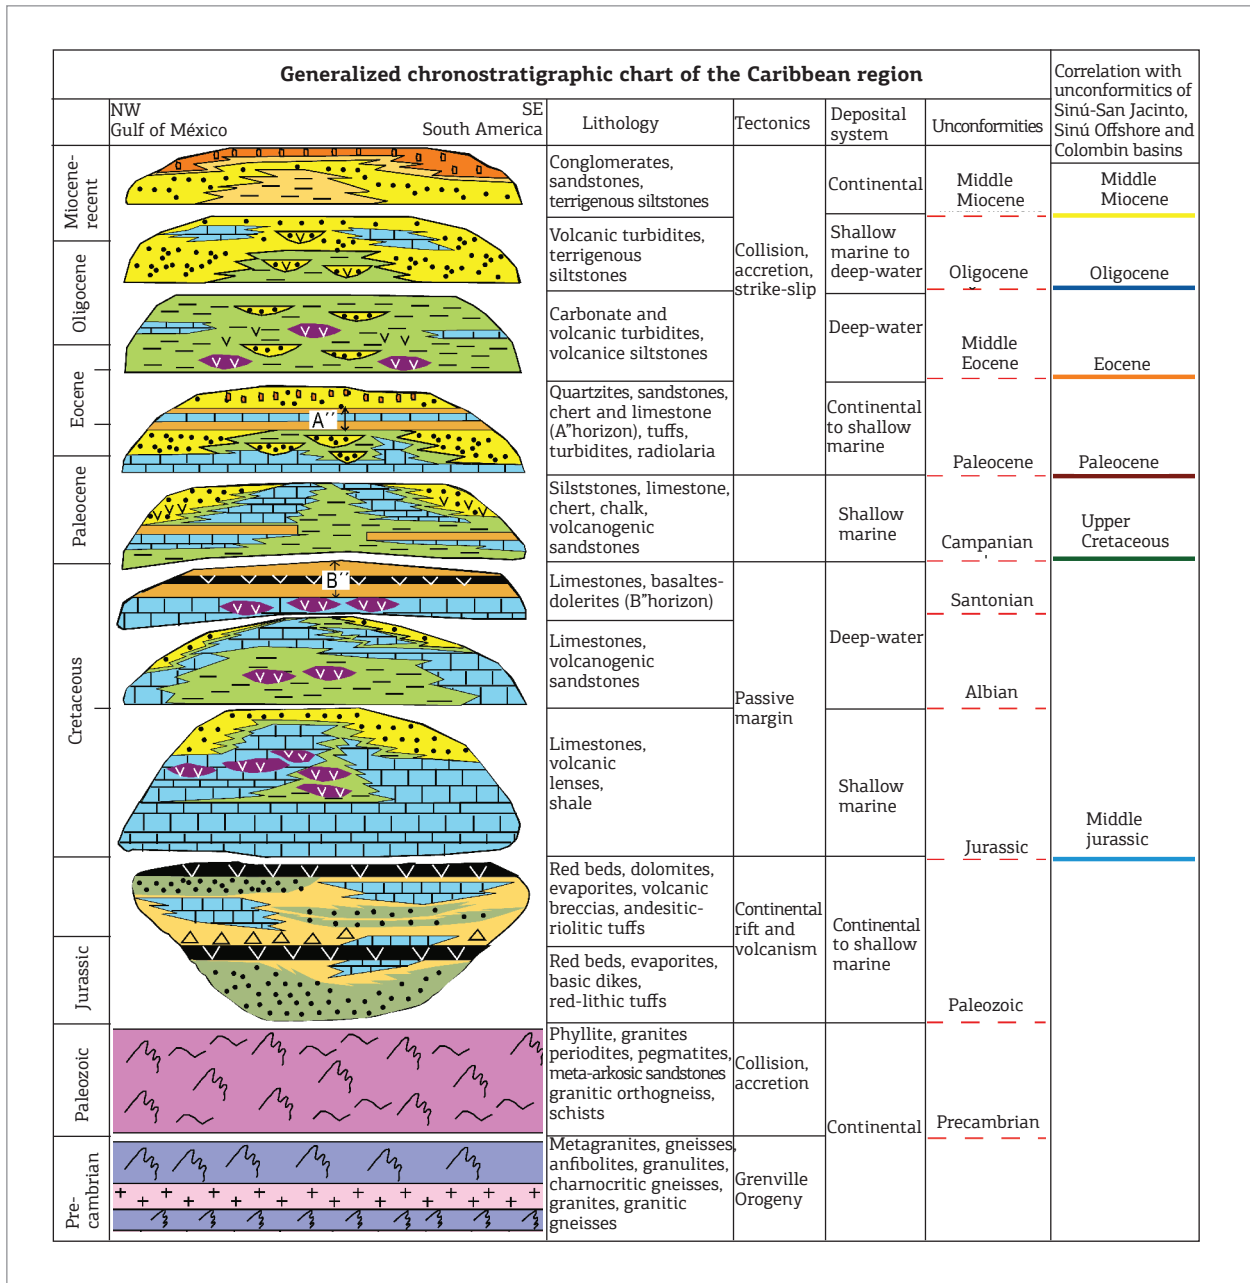 Generalized chronostratigraphic chart of the Caribbean region
Correlation with
unconformitics of
Sinú-San Jacinto,
Sinú Offshore and
Colombin basins
NW
Gulf of México
SE
South America
Lithology
Tectonics
Deposital
system
Unconformities
Miocene-
recent
Conglomerates,
sandstones,
terrigenous siltstones
Continental
Middle
Miocene
Middle
Miocene
Volcanic turbidites,
terrigenous
siltstones
Collision,
accretion,
strike-slip
Shallow
marine to
deep-water
Oligocene
Oligocene
Oligocene
Carbonate and
volcanic turbidites,
volcanice siltstones
Deep-water
Middle
Eocene
Eocene
Eocene
A´´
Quartzites, sandstones,
chert and limestone
(A"horizon), tuffs,
turbidites, radiolaria
Continental
to shallow
marine
Paleocene
Paleocene
Paleocene
Silststones, limestone,
chert, chalk,
volcanogenic
sandstones
Shallow
marine
Campanian
Upper
Cretaceous
Cretaceous
B´´
Limestones, basaltes-
dolerites (B"horizon)
Santonian
Limestones,
volcanogenic
sandstones
Deep-water
Albian
Passive
margin
Limestones,
volcanic
lenses,
shale
Shallow
marine
Jurassic
Middle
jurassic
Jurassic
Red beds, dolomites,
evaporites, volcanic
breccias, andesitic-
riolitic tuffs
Continental
rift and
volcanism
Continental
to shallow
marine
Red beds, evaporites,
basic dikes,
red-lithic tuffs
Paleozoic
Paleozoic
Phyllite, granites
periodites, pegmatites,
meta-arkosic sandstones
granitic orthogneiss,
schists
Collision,
accretion
Continental
Precambrian
Pre-
cambrian
Metagranites, gneisses,
anfibolites, granulites,
charnocritic gneisses,
granites, granitic
gneisses
Grenville
Orogeny